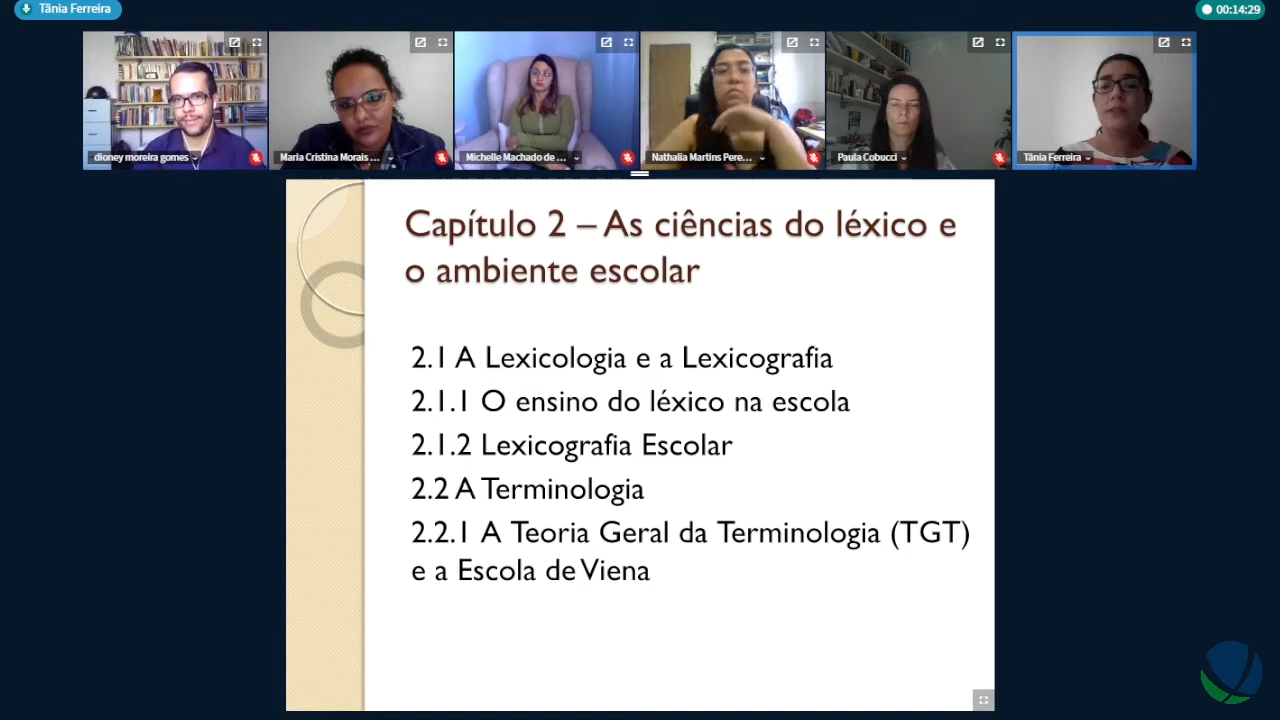 Tânia Ferreira
00:14:29
dioney moreira gomes
Maria Cristina Morais ...
Michelle Machado de ...
Nathalia Martins Pere...
Paula Cobucci
Tânia Ferreira
Capítulo 2 – As ciências do léxico e
o ambiente escolar
2.1 A Lexicologia e a Lexicografia
2.1.1 O ensino do léxico na escola
2.1.2 Lexicografia Escolar
2.2 A Terminologia
2.2.1 A Teoria Geral da Terminologia (TGT)
e a Escola de Viena